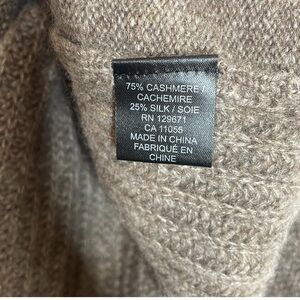 75% CASHMERE /
CACHEMIRE
25% SILK / SOIE
RN 129671
CA 11055
MADE IN CHINA
FABRIQUÉ EN
CHINE